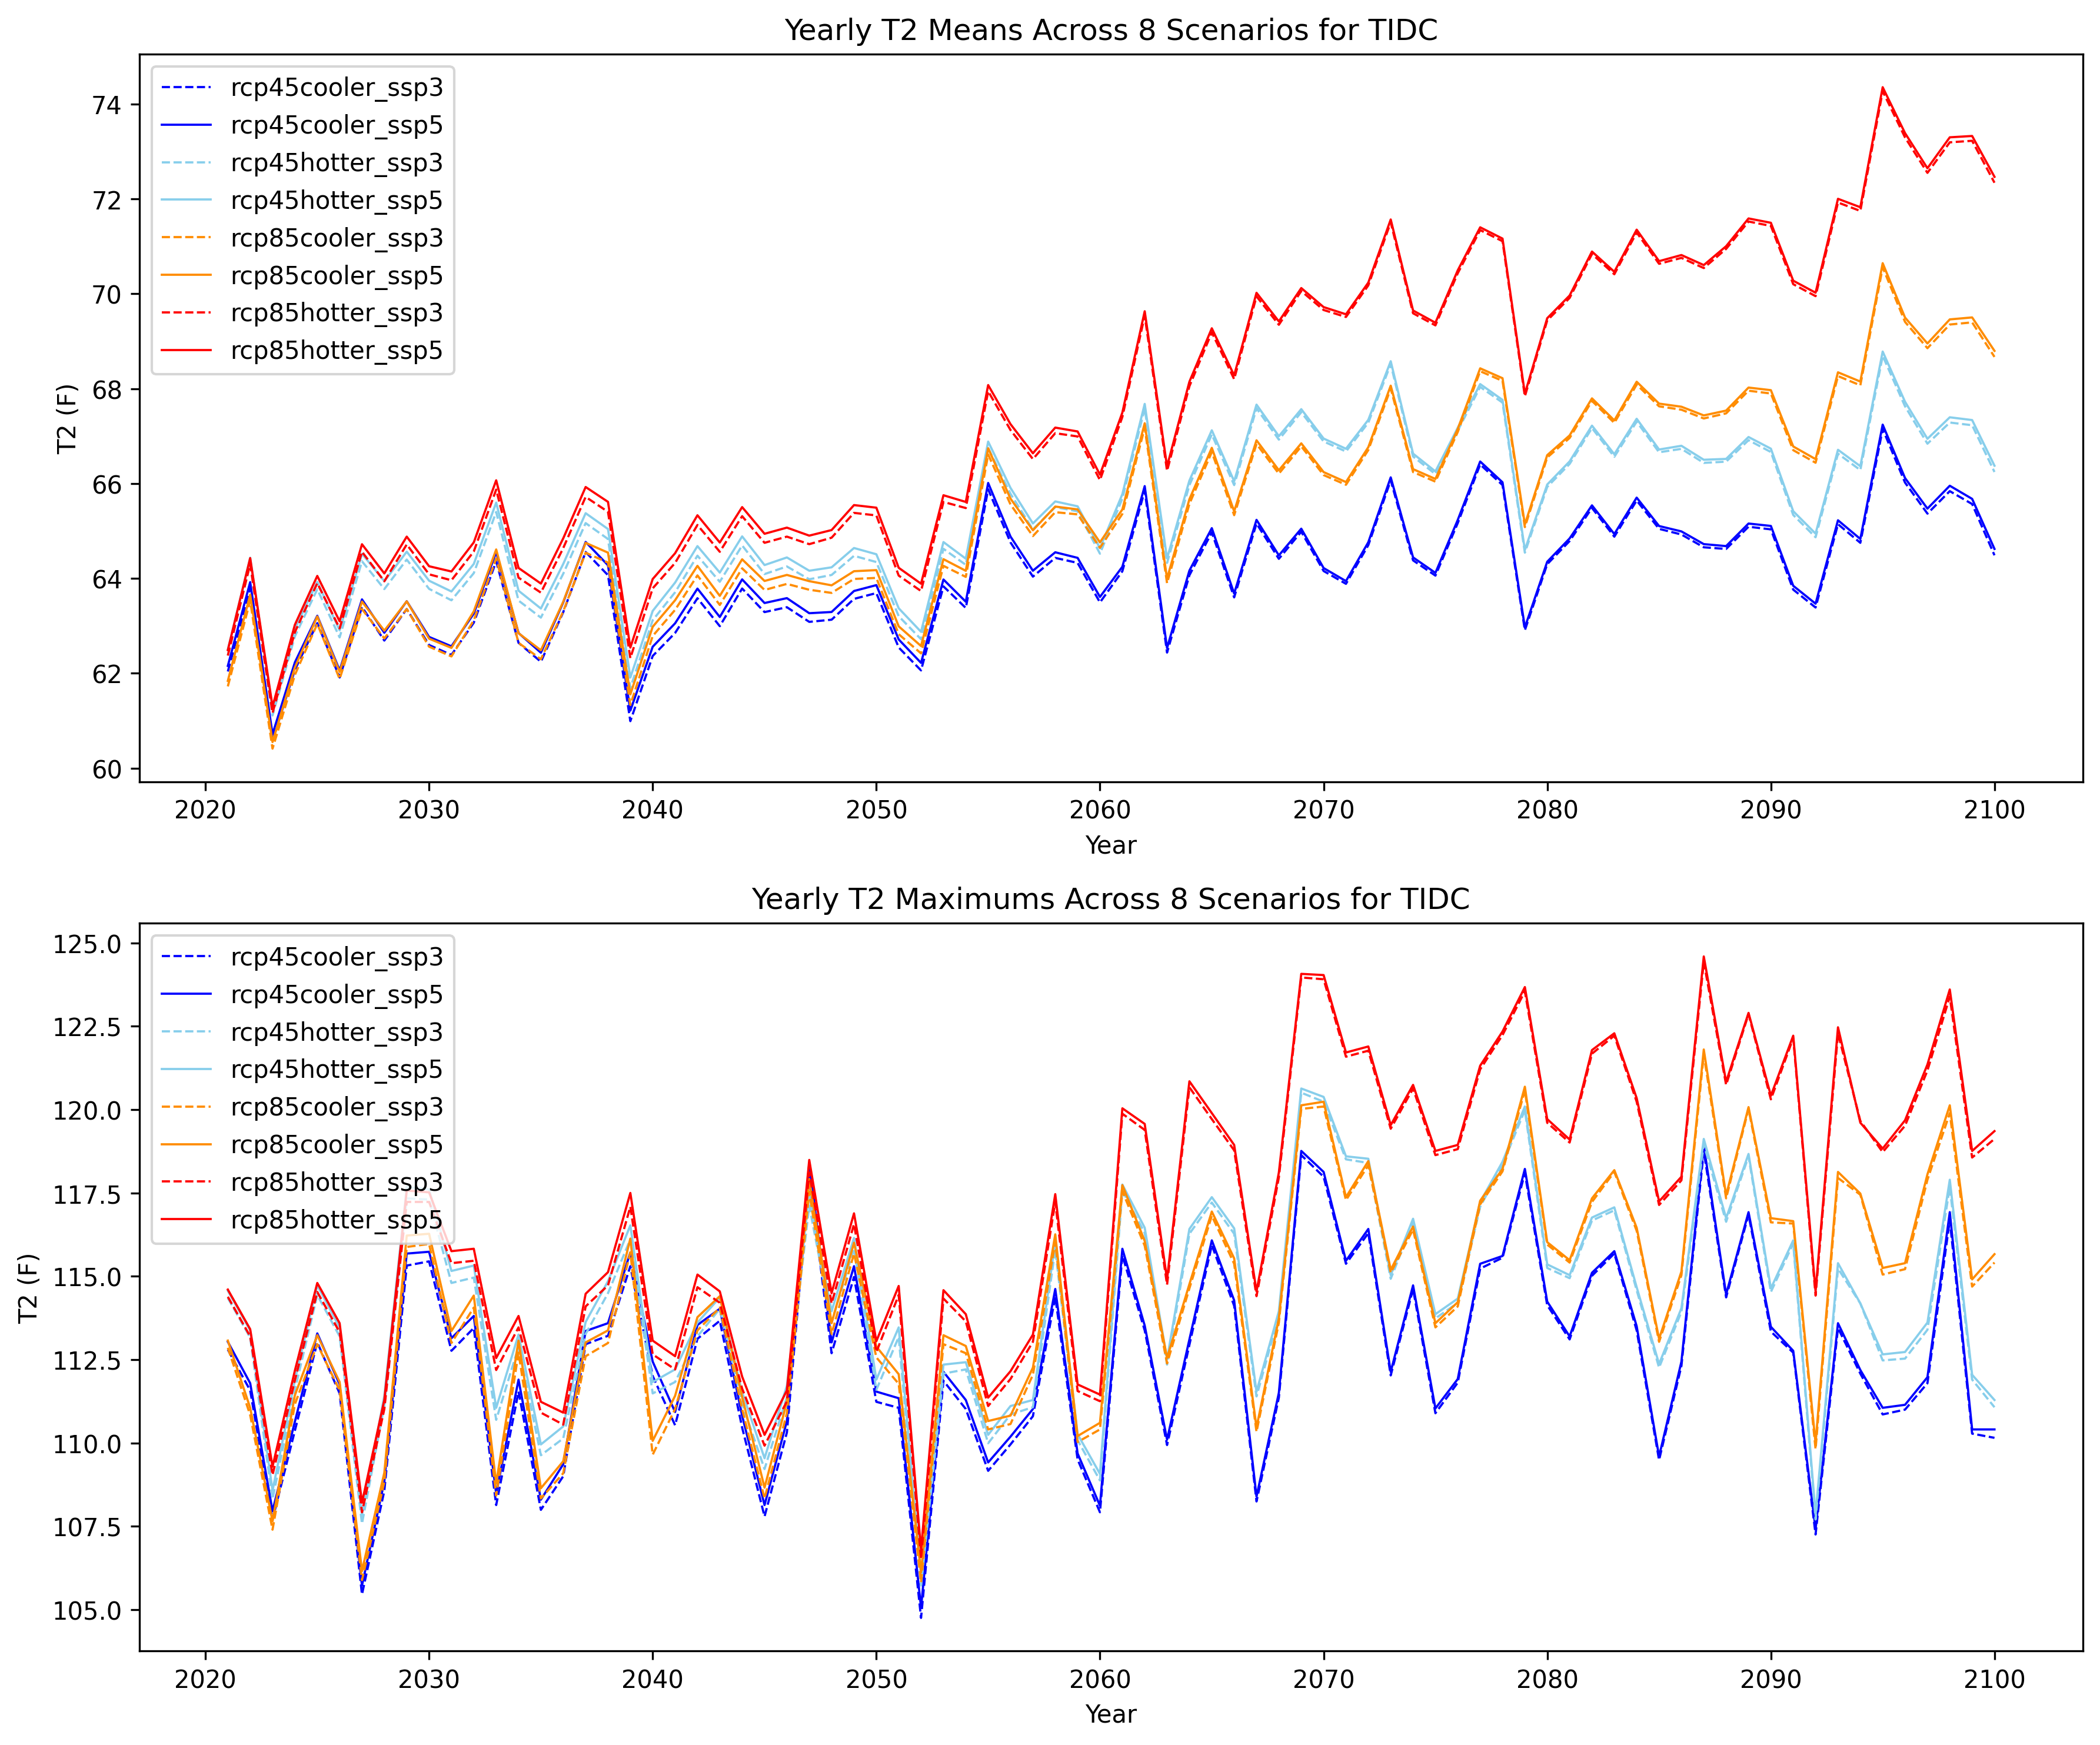 Yearly T2 Means Across 8 Scenarios for TIDC
rcp45cooler_ssp3
rcp45cooler_ssp5
rcp45hotter_ssp3
rcp45hotter_ssp5
rcp85cooler_ssp3
rcp85cooler_ssp5
rcp85hotter_ssp3
rcp85hotter_ssp5
74
72
70
68
66
64
62
60
T2 (F)
2020 2030 2040 2050 2060 2070 2080 2090 2100
Year
Yearly T2 Maximums Across 8 Scenarios for TIDC
rcp45cooler_ssp3
rcp45cooler_ssp5
rcp45hotter_ssp3
rcp45hotter_ssp5
rcp85cooler_ssp3
rcp85cooler_ssp5
rcp85hotter_ssp3
rcp85hotter_ssp5
125.0
122.5
120.0
117.5
115.0
112.5
110.0
107.5
105.0
T2 (F)
2020 2030 2040 2050 2060 2070 2080 2090 2100
Year